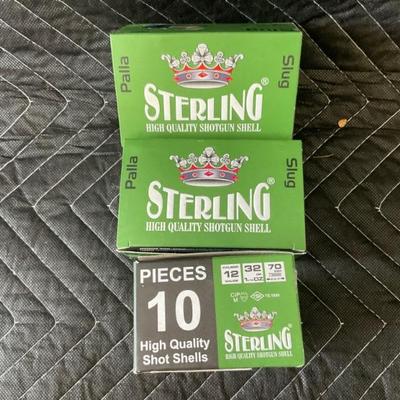 Palla
Slug
STERLING®
HIGH QUALITY SHOTGUN SHELL
Palla
Slug
STERLING®
HIGH QUALITY SHOTGUN SHELL
PIECES
10
High Quality
Shot Shells
12
32
70
STERLING®
HIGH QUALITY SHOTGUN SHELL